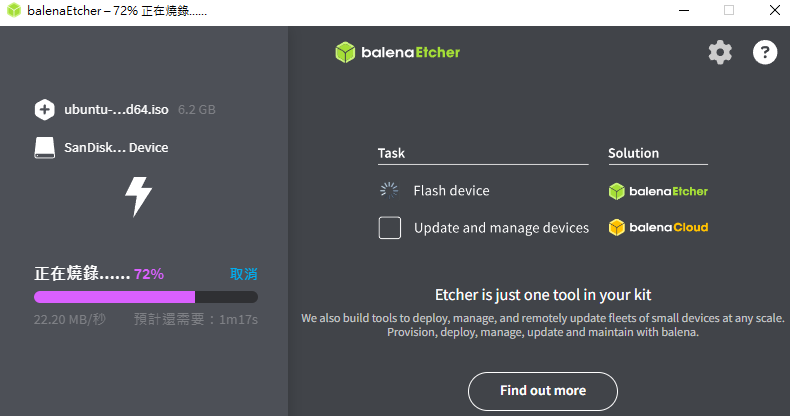 balenaEtcher – 72% 正在燒錄......
balenaEtcher
?
ubuntu-...d64.iso 6.2 GB
SanDisk... Device
正在燒錄...... 72% 取消
22.20 MB/秒 預計還需要：1m17s
Task Solution
Flash device balenaEtcher
Update and manage devices balenaCloud
Etcher is just one tool in your kit
We also build tools to deploy, manage, and remotely update fleets of small devices at any scale.
Provision, deploy, manage, update and maintain with balena.
Find out more